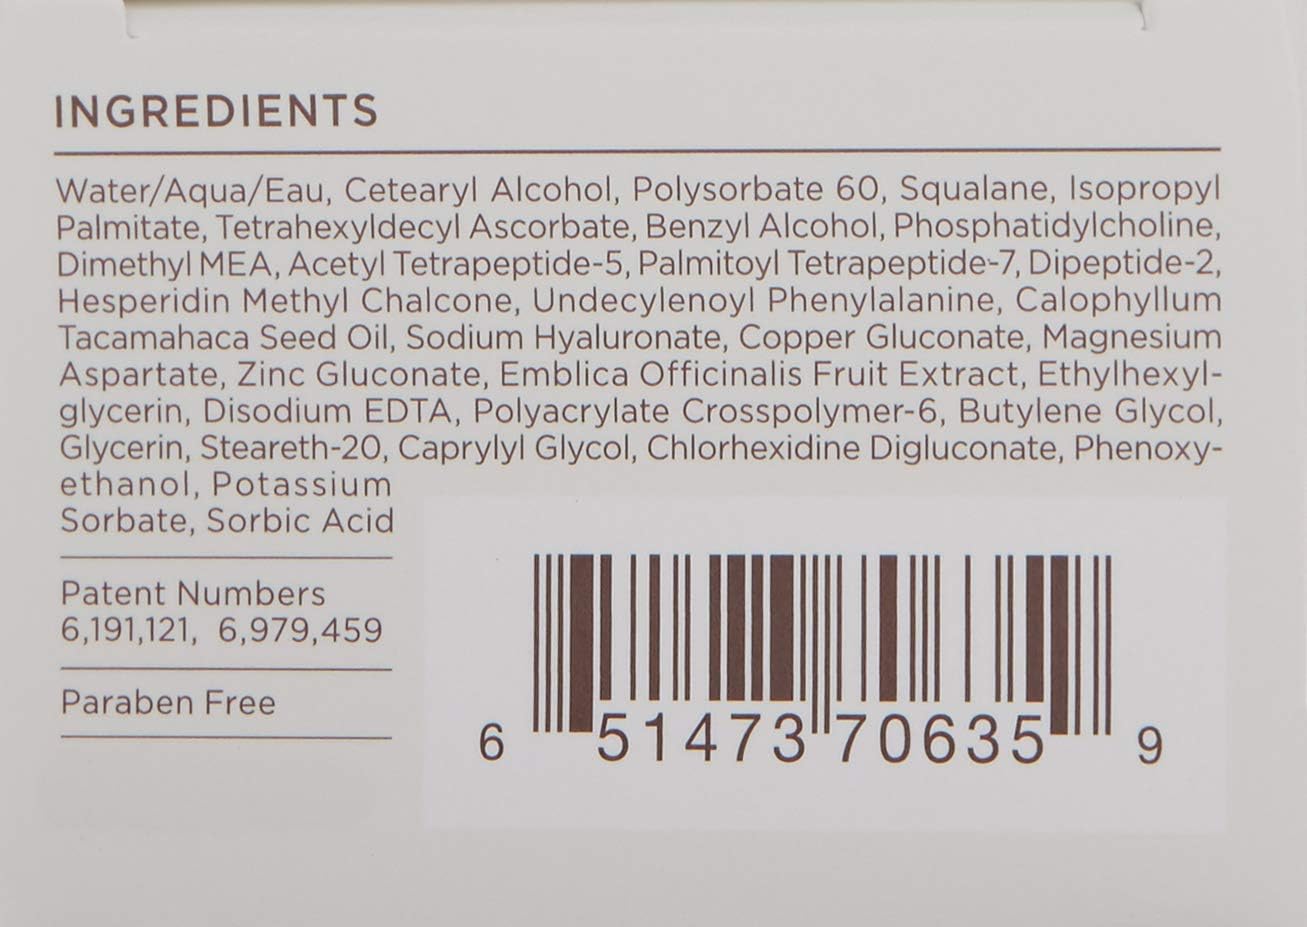 INGREDIENTS
Water/Aqua/Eau, Cetearyl Alcohol, Polysorbate 60, Squalane, Isopropyl
Palmitate, Tetrahexyldecyl Ascorbate, Benzyl Alcohol, Phosphatidylcholine,
Dimethyl MEA, Acetyl Tetrapeptide-5, Palmitoyl Tetrapeptide-7, Dipeptide-2,
Hesperidin Methyl Chalcone, Undecylenoyl Phenylalanine, Calophyllum
Tacamahaca Seed Oil, Sodium Hyaluronate, Copper Gluconate, Magnesium
Aspartate, Zinc Gluconate, Emblica Officinalis Fruit Extract, Ethylhexyl-
glycerin, Disodium EDTA, Polyacrylate Crosspolymer-6, Butylene Glycol,
Glycerin, Steareth-20, Caprylyl Glycol, Chlorhexidine Digluconate, Phenoxy-
ethanol, Potassium
Sorbate, Sorbic Acid
Patent Numbers
6,191,121, 6,979,459
Paraben Free
6 51473 70635 9